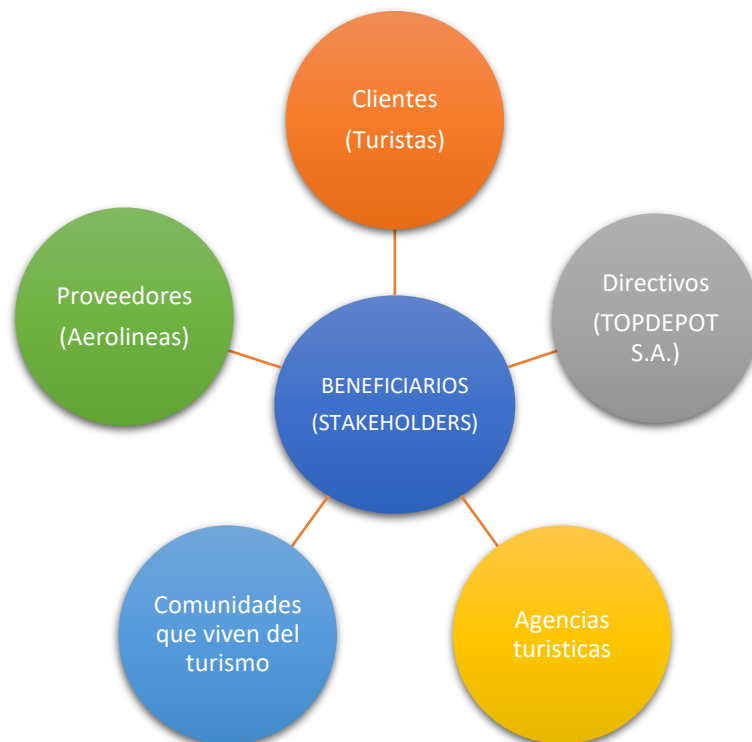 Clientes
(Turistas)
Proveedores
(Aerolineas)
Directivos
(TOPDEPOT
S.A.)
BENEFICIARIOS
(STAKEHOLDERS)
Comunidades
que viven del
turismo
Agencias
turisticas